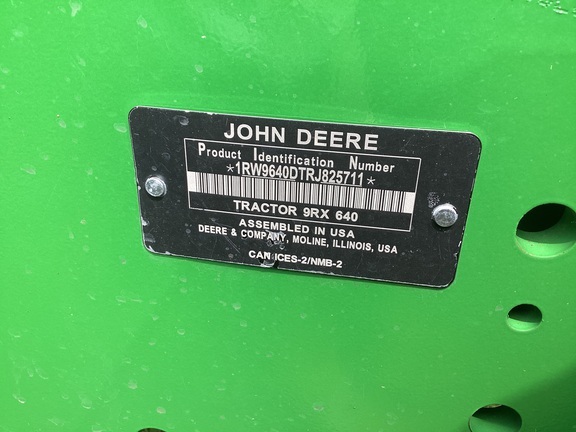 JOHN DEERE
Product Identification Number
*1RW9640DTRJ825711*
TRACTOR 9RX 640
ASSEMBLED IN USA
DEERE & COMPANY, MOLINE, ILLINOIS, USA
CAN ICES-2/NMB-2